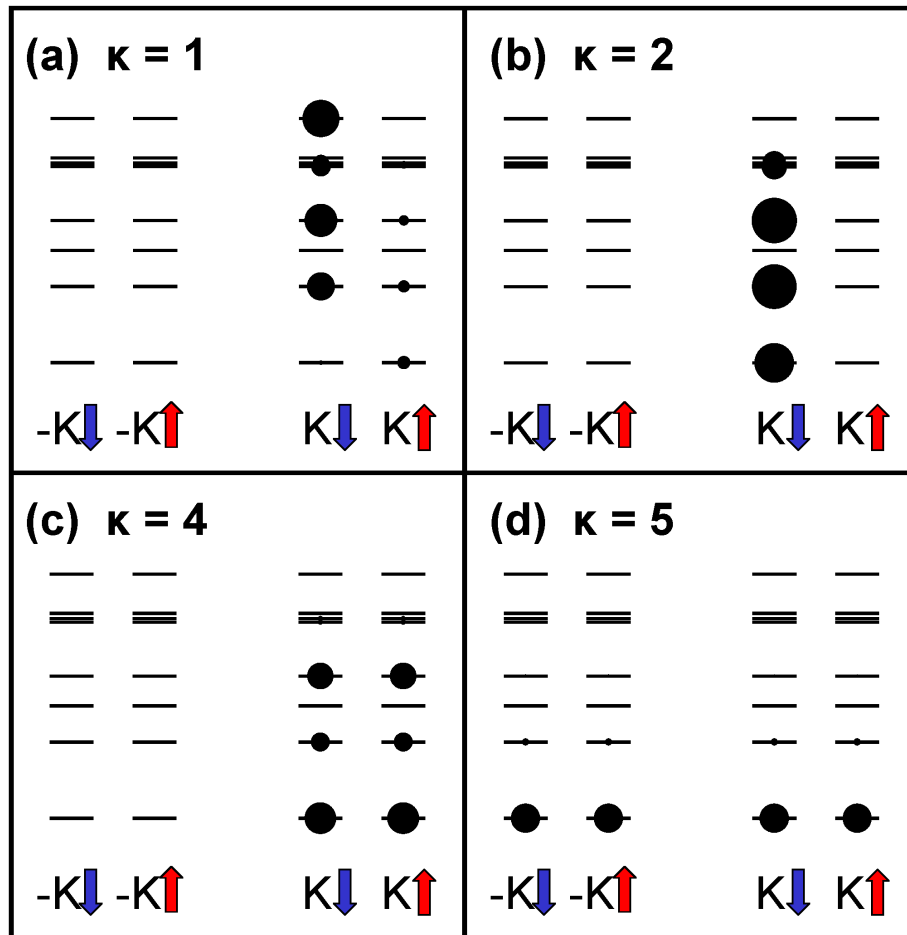 (a) κ = 1
-K -K K K
(b) κ = 2
-K -K K K
(c) κ = 4
-K -K K K
(d) κ = 5
-K -K K K